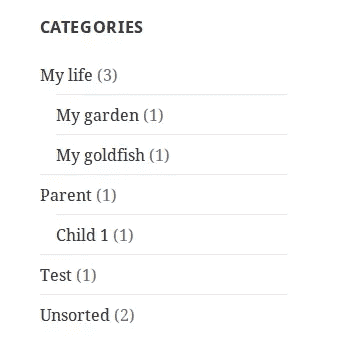 CATEGORIES
My life (3)
My garden (1)
My goldfish (1)
Parent (1)
Child 1 (1)
Test (1)
Unsorted (2)